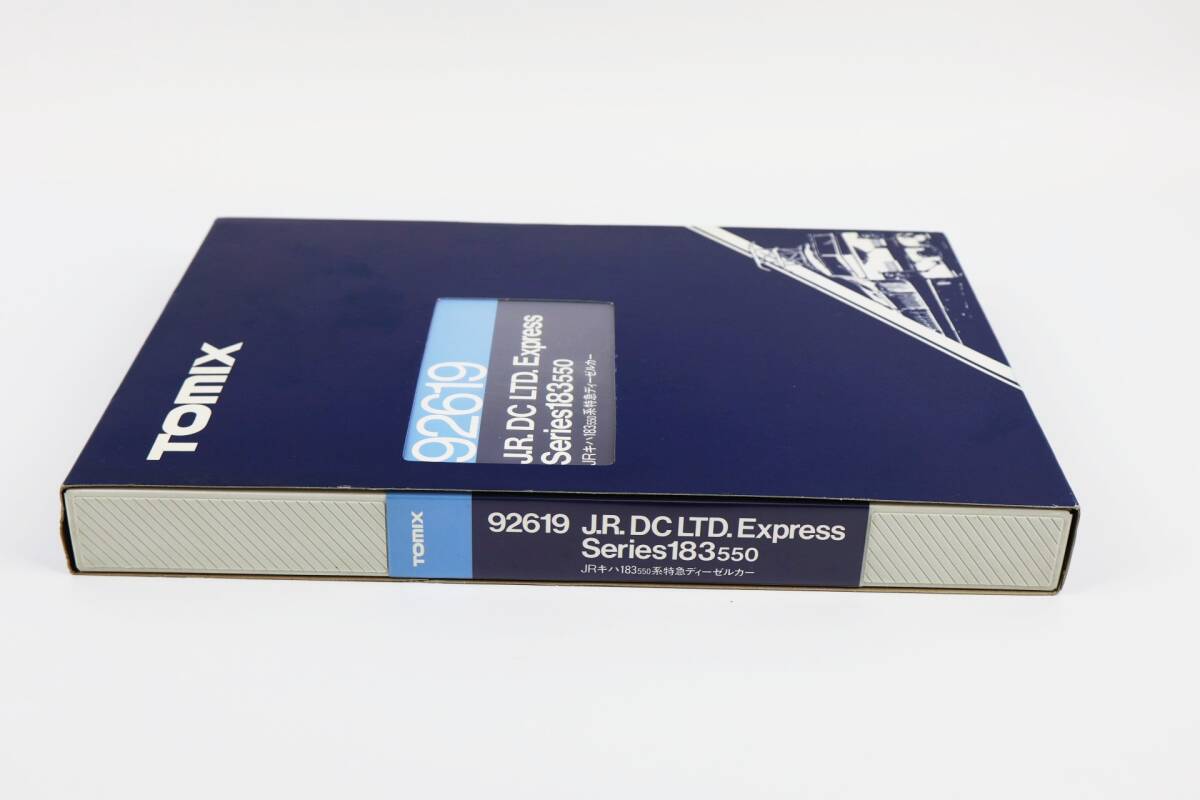 TOMIX
92619
J.R. DC LTD. Express
Series183550
JRキハ183550系特急ディーゼルカー
TOMIX
92619 J.R. DC LTD. Express
Series183550
JRキハ183550系特急ディーゼルカー